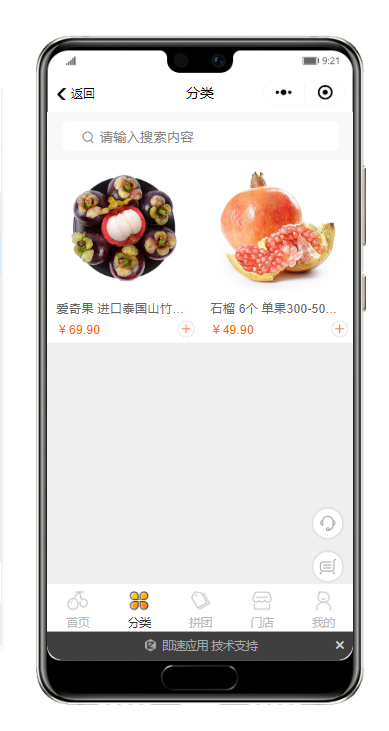 9:21
返回
分类
请输入搜索内容
爱奇果 进口泰国山竹...
石榴 6个 单果300-50...
￥69.90
￥49.90
首页
分类
拼团
门店
我的
即速应用 技术支持